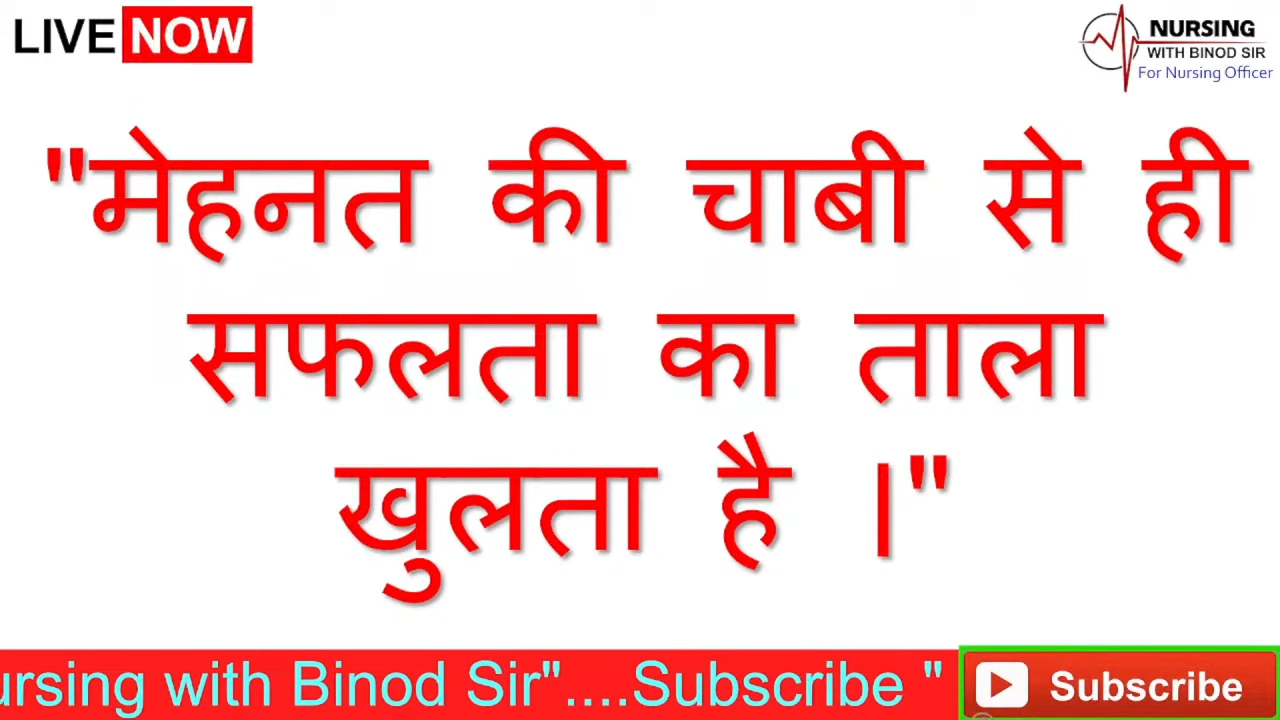 LIVE NOW
NURSING
WITH BINOD SIR
For Nursing Officer
"मेहनत की चाबी से ही
सफलता का ताला
खुलता है ।"
ursing with Binod Sir"....Subscribe "
Subscribe